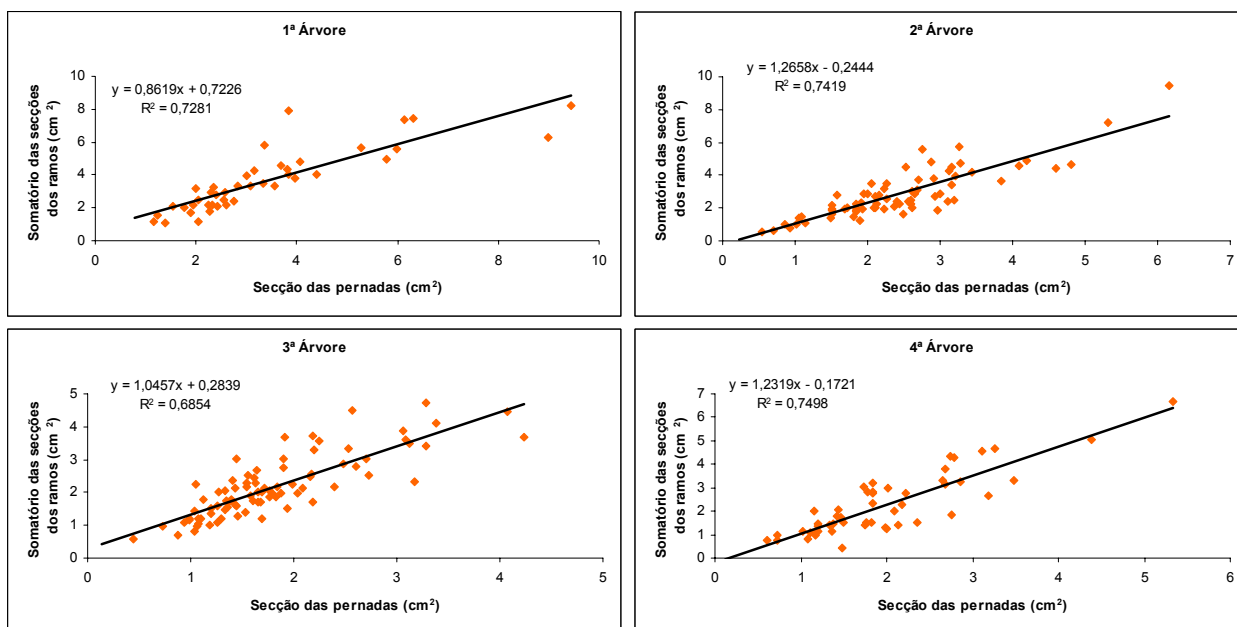 1ª Árvore
y = 0,8619x + 0,7226
R² = 0,7281
Somatório das secções
dos ramos (cm ²)
10
8
6
4
2
0
0 2 4 6 8 10
Secção das pernadas (cm²)
2ª Árvore
y = 1,2658x - 0,2444
R² = 0,7419
Somatório das secções
dos ramos (cm ²)
10
8
6
4
2
0
0 1 2 3 4 5 6 7
Secção das pernadas (cm²)
3ª Árvore
y = 1,0457x + 0,2839
R² = 0,6854
Somatório das secções
dos ramos (cm ²)
5
4
3
2
1
0
0 1 2 3 4 5
Secção das pernadas (cm²)
4ª Árvore
y = 1,2319x - 0,1721
R² = 0,7498
Somatório das secções
dos ramos (cm ²)
7
6
5
4
3
2
1
0
0 1 2 3 4 5 6
Secção das pernadas (cm²)